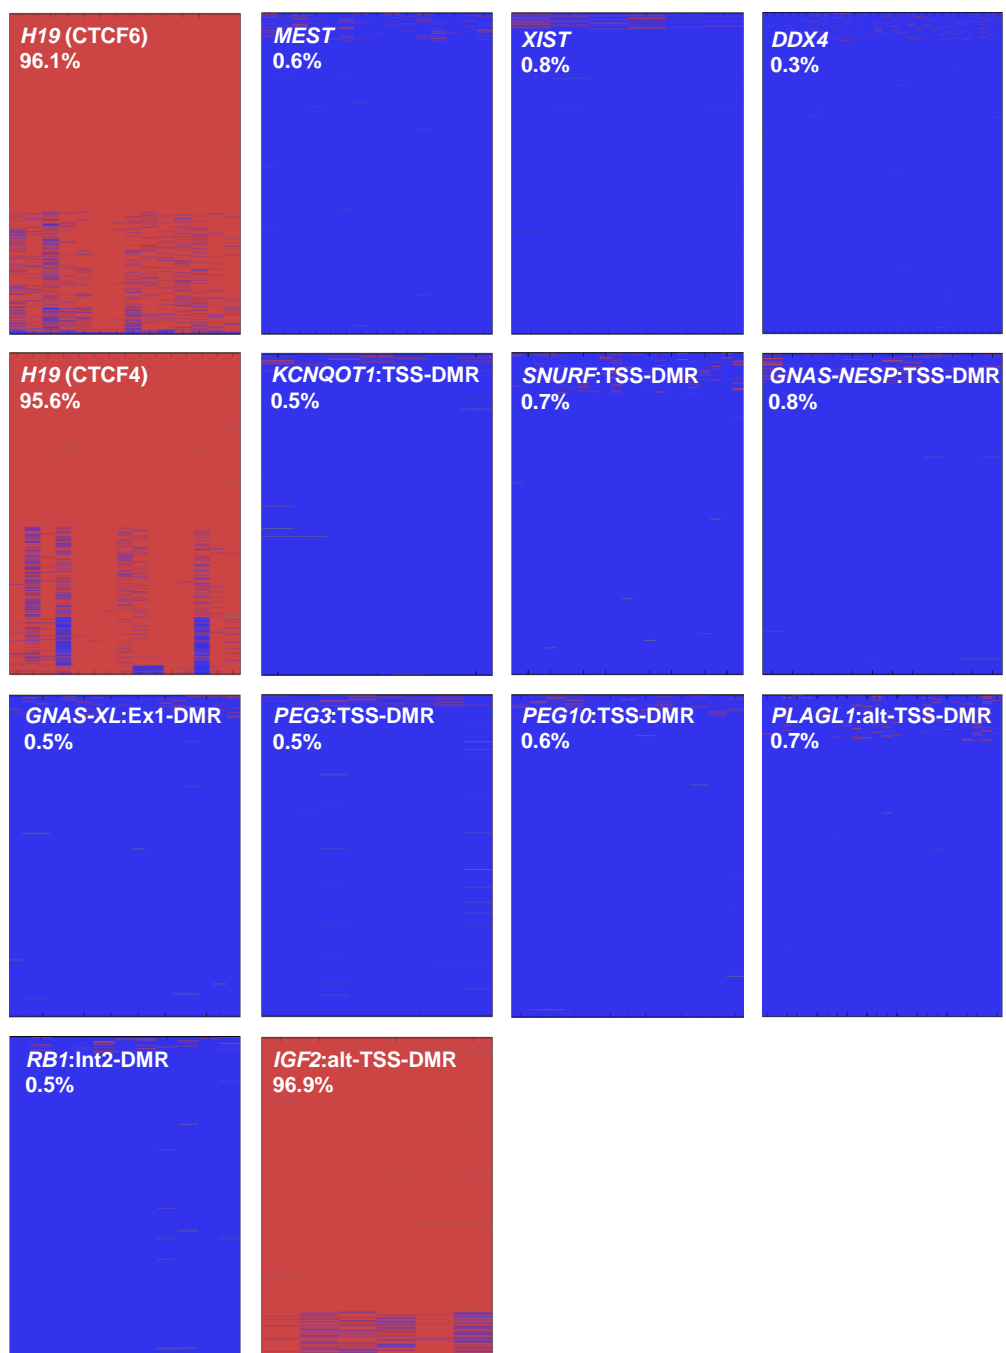 H19 (CTCF6)
96.1%
MEST
0.6%
XIST
0.8%
DDX4
0.3%
H19 (CTCF4)
95.6%
KCNQOT1:TSS-DMR
0.5%
SNURF:TSS-DMR
0.7%
GNAS-NESP:TSS-DMR
0.8%
GNAS-XL:Ex1-DMR
0.5%
PEG3:TSS-DMR
0.5%
PEG10:TSS-DMR
0.6%
PLAGL1:alt-TSS-DMR
0.7%
RB1:Int2-DMR
0.5%
IGF2:alt-TSS-DMR
96.9%